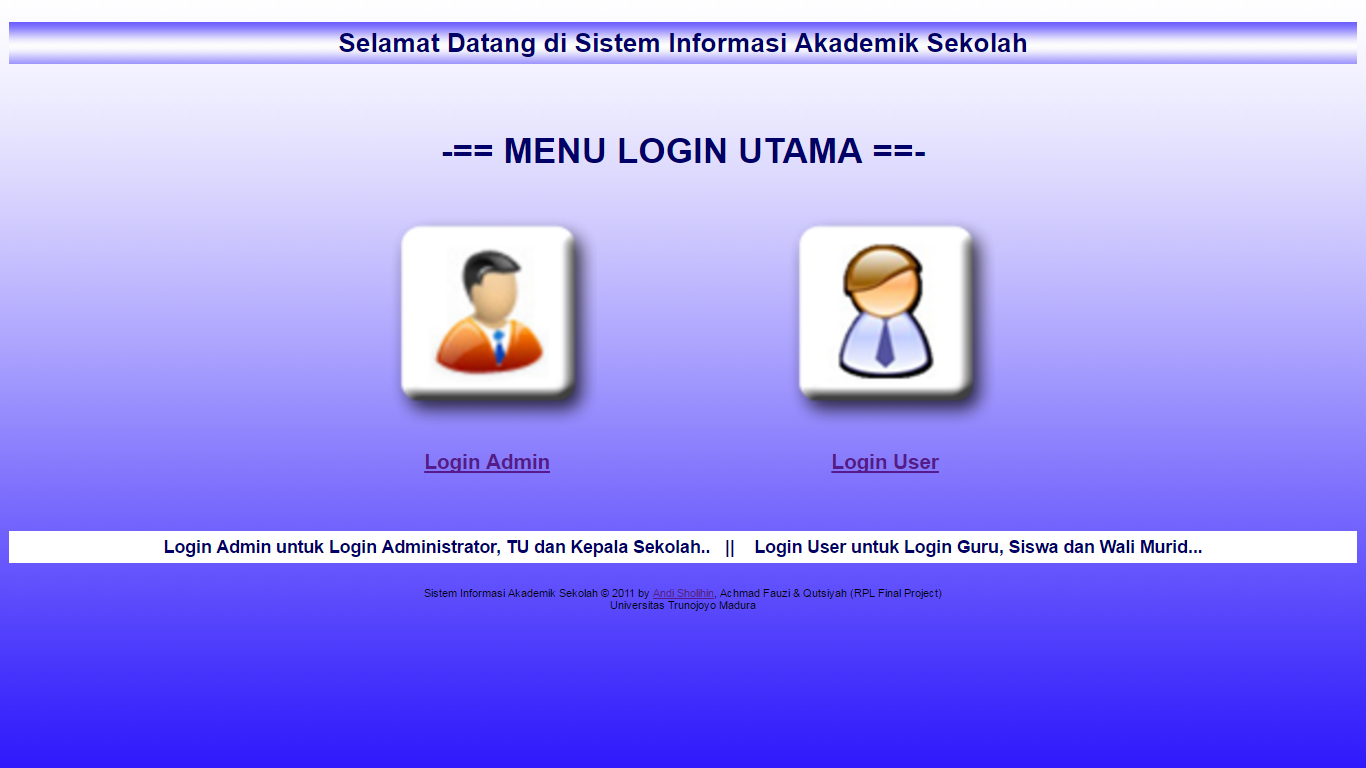 Selamat Datang di Sistem Informasi Akademik Sekolah
-== MENU LOGIN UTAMA ==-
Login Admin
Login User
Login Admin untuk Login Administrator, TU dan Kepala Sekolah.. || Login User untuk Login Guru, Siswa dan Wali Murid...
Sistem Informasi Akademik Sekolah © 2011 by Andi Sholihin, Achmad Fauzi & Qutsiyah (RPL Final Project)
Universitas Trunojoyo Madura